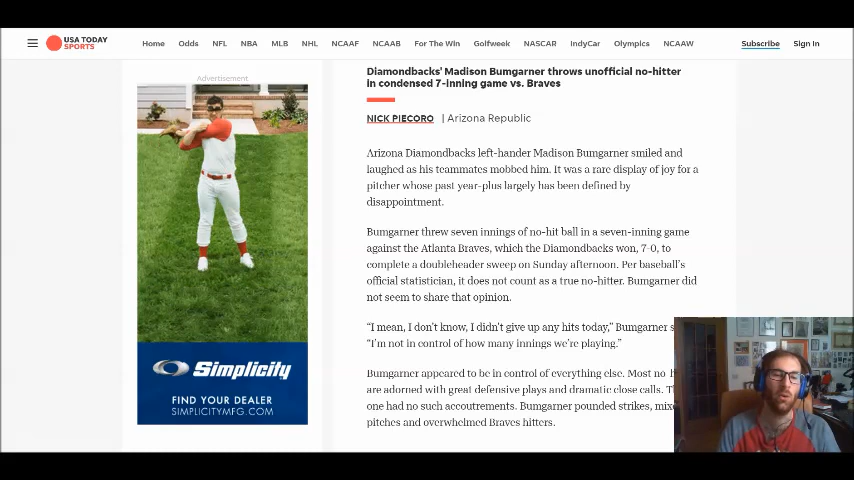 USA TODAY
SPORTS
Home Odds NFL NBA MLB NHL NCAAF NCAAB For The Win Golfweek NASCAR IndyCar Olympics NCAAW Subscribe Sign In
Advertisement
Simplicity
FIND YOUR DEALER
SIMPLICITYMFG.COM
Diamondbacks' Madison Bumgarner throws unofficial no-hitter
in condensed 7-inning game vs. Braves
NICK PIECORO | Arizona Republic
Arizona Diamondbacks left-hander Madison Bumgarner smiled and
laughed as his teammates mobbed him. It was a rare display of joy for a
pitcher whose past year-plus largely has been defined by
disappointment.
Bumgarner threw seven innings of no-hit ball in a seven-inning game
against the Atlanta Braves, which the Diamondbacks won, 7-0, to
complete a doubleheader sweep on Sunday afternoon. Per baseball's
official statistician, it does not count as a true no-hitter. Bumgarner did
not seem to share that opinion.
“I mean, I don't know, I didn't give up any hits today,” Bumgarner
“I'm not in control of how many innings we're playing.”
Bumgarner appeared to be in control of everything else. Most
are adorned with great defensive plays and dramatic close calls.
one had no such accoutrements. Bumgarner pounded strikes,
pitches and overwhelmed Braves hitters.